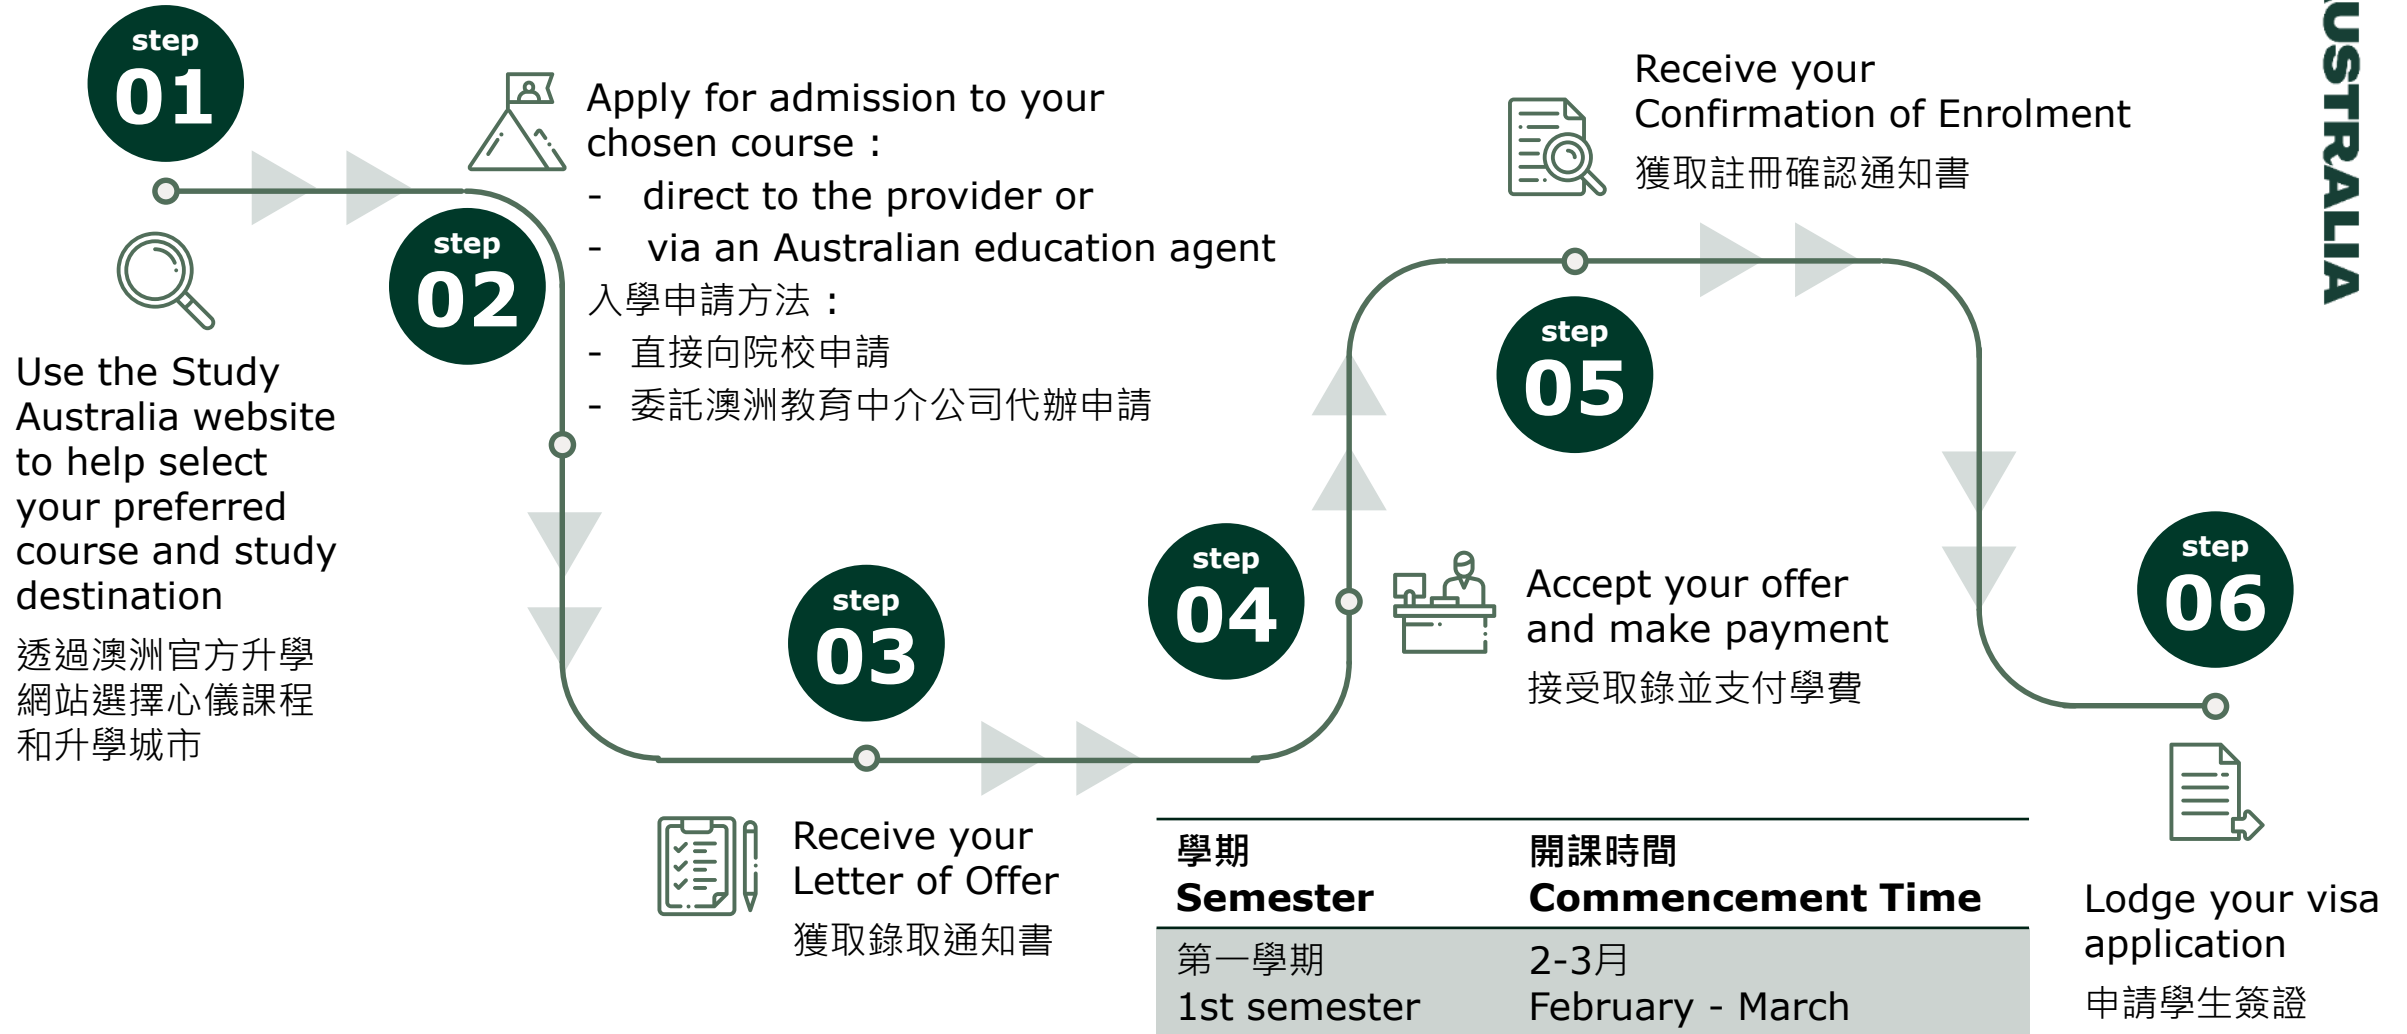 step
01
Use the Study
Australia website
to help select
your preferred
course and study
destination
透過澳洲官方升學
網站選擇心儀課程
和升學城市
step
02
Apply for admission to your
chosen course :
- direct to the provider or
- via an Australian education agent
入學申請方法：
- 直接向院校申請
- 委託澳洲教育中介公司代辦申請
step
03
Receive your
Letter of Offer
獲取錄取通知書
step
04
Accept your offer
and make payment
接受取錄並支付學費
step
05
Receive your
Confirmation of Enrolment
獲取註冊確認通知書
step
06
Lodge your visa
application
申請學生簽證
學期 開課時間
Semester Commencement Time
第一學期 2-3月
1st semester February - March
USTRALIA